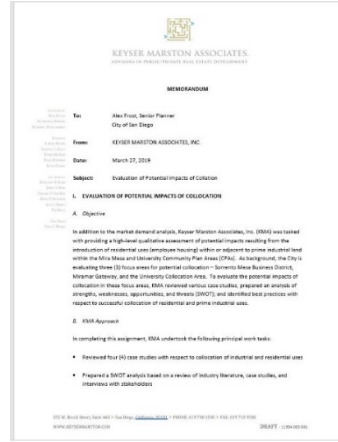 KEYSER MARSTON ASSOCIATES.
ADVISORS IN PUBLIC/PRIVATE REAL ESTATE DEVELOPMENT
MEMORANDUM
To: Alex Frost, Senior Planner
City of San Diego
From: KEYSER MARSTON ASSOCIATES, INC.
Date: March 27, 2019
Subject: Evaluation of Potential Impacts of Collation
I. EVALUATION OF POTENTIAL IMPACTS OF COLLOCATION
A. Objective
In addition to the market demand analysis, Keyser Marston Associates, Inc. (KMA) was tasked
with providing a high-level qualitative assessment of potential impacts resulting from the
introduction of residential uses (employee housing) within or adjacent to prime industrial land
within the Mira Mesa and University Community Plan Areas (CPAs). As background, the City is
evaluating three (3) focus areas for potential collocation – Sorrento Mesa Business District,
Miramar Gateway, and the University Collocation Area. To evaluate the potential impacts of
collocation in these focus areas, KMA reviewed various case studies, prepared an analysis of
strengths, weaknesses, opportunities, and threats (SWOT), and identified best practices with
respect to successful collocation of residential and prime industrial uses.
B. KMA Approach
In completing this assignment, KMA undertook the following principal work tasks:
• Reviewed four (4) case studies with respect to collocation of industrial and residential uses
• Prepared a SWOT analysis based on a review of industry literature, case studies, and
interviews with stakeholders
WWW.KEYSERMARSTON.COM
DRAFT